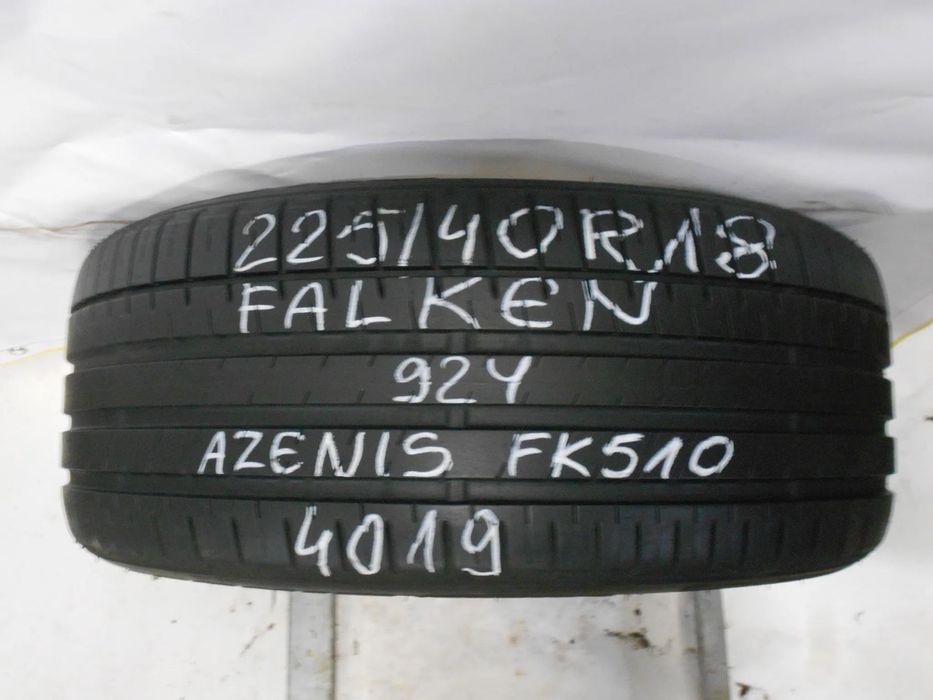 225/40R18
FALKEN
92Y
AZENIS FK510
4019